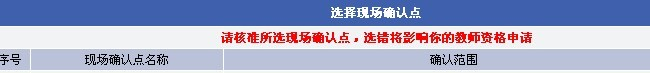 选择现场确认点
请核准所选现场确认点，选错将影响你的教师资格申请
序号 现场确认点名称 确认范围